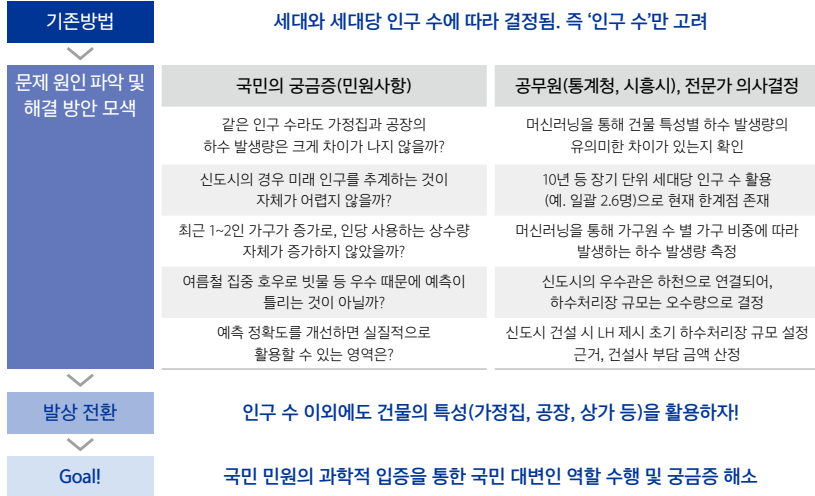 기존방법
세대와 세대당 인구 수에 따라 결정됨. 즉 ‘인구 수’만 고려
문제 원인 파악 및
해결 방안 모색
국민의 궁금증(민원사항)
공무원(통계청, 시흥시), 전문가 의사결정
같은 인구 수라도 가정집과 공장의
하수 발생량은 크게 차이가 나지 않을까?
머신러닝을 통해 건물 특성별 하수 발생량의
유의미한 차이가 있는지 확인
신도시의 경우 미래 인구를 추계하는 것이
자체가 어렵지 않을까?
10년 등 장기 단위 세대당 인구 수 활용
(예. 일괄 2.6명)으로 현재 한계점 존재
최근 1~2인 가구가 증가로, 인당 사용하는 상수량
자체가 증가하지 않았을까?
머신러닝을 통해 가구원 수 별 가구 비중에 따라
발생하는 하수 발생량 측정
여름철 집중 호우로 빗물 등 우수 때문에 예측이
틀리는 것이 아닐까?
신도시의 우수관은 하천으로 연결되어,
하수처리장 규모는 오수량으로 결정
예측 정확도를 개선하면 실질적으로
활용할 수 있는 영역은?
신도시 건설 시 LH 제시 초기 하수처리장 규모 설정
근거, 건설사 부담 금액 산정
발상 전환
인구 수 이외에도 건물의 특성(가정집, 공장, 상가 등)을 활용하자!
Goal!
국민 민원의 과학적 입증을 통한 국민 대변인 역할 수행 및 궁금증 해소